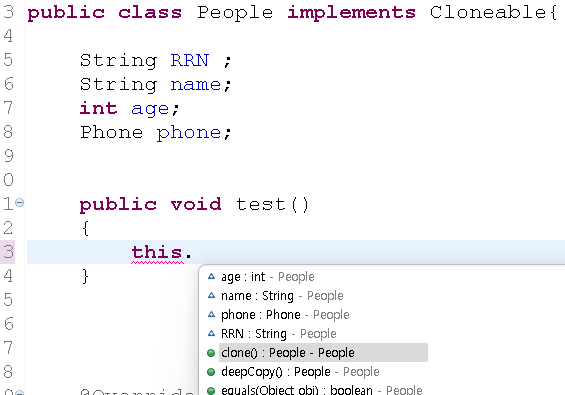 3 public class People implements Cloneable{
4
5 String RRN ;
6 String name;
7 int age;
8 Phone phone;
9
0
1 public void test()
2 {
3 this.
4 }
age : int - People
5 name : String - People
6 phone : Phone - People
RRN : String - People
7 clone() : People - People
8 deepCopy() : People - People
@Override equals(Object obj) : boolean - People